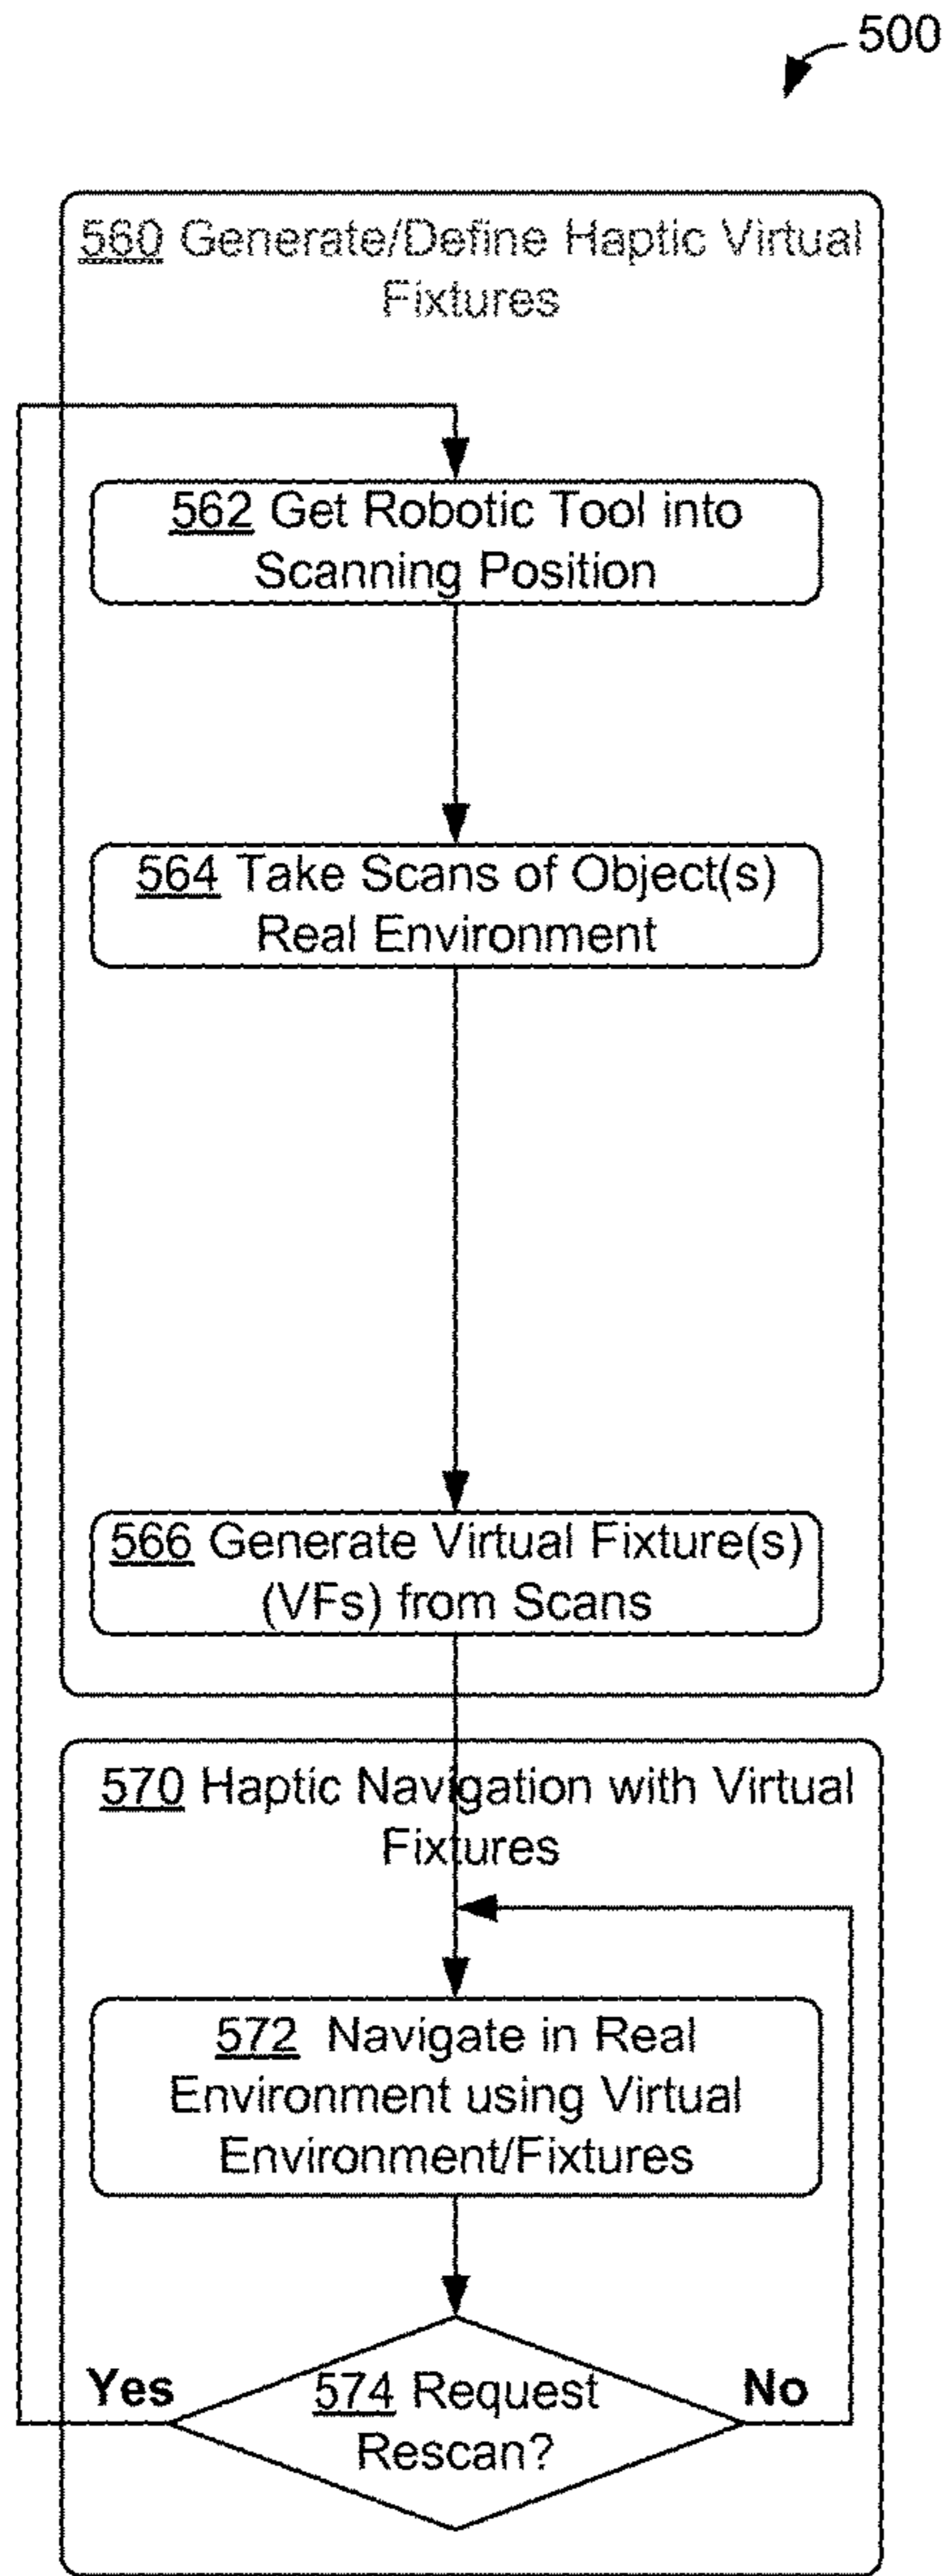 500
560 Generate/Define Haptic Virtual
Fixtures
562 Get Robotic Tool into
Scanning Position
564 Take Scans of Object(s)
Real Environment
566 Generate Virtual Fixture(s)
(VFs) from Scans
570 Haptic Navigation with Virtual
Fixtures
572 Navigate in Real
Environment using Virtual
Environment/Fixtures
Yes
574 Request
Rescan?
No